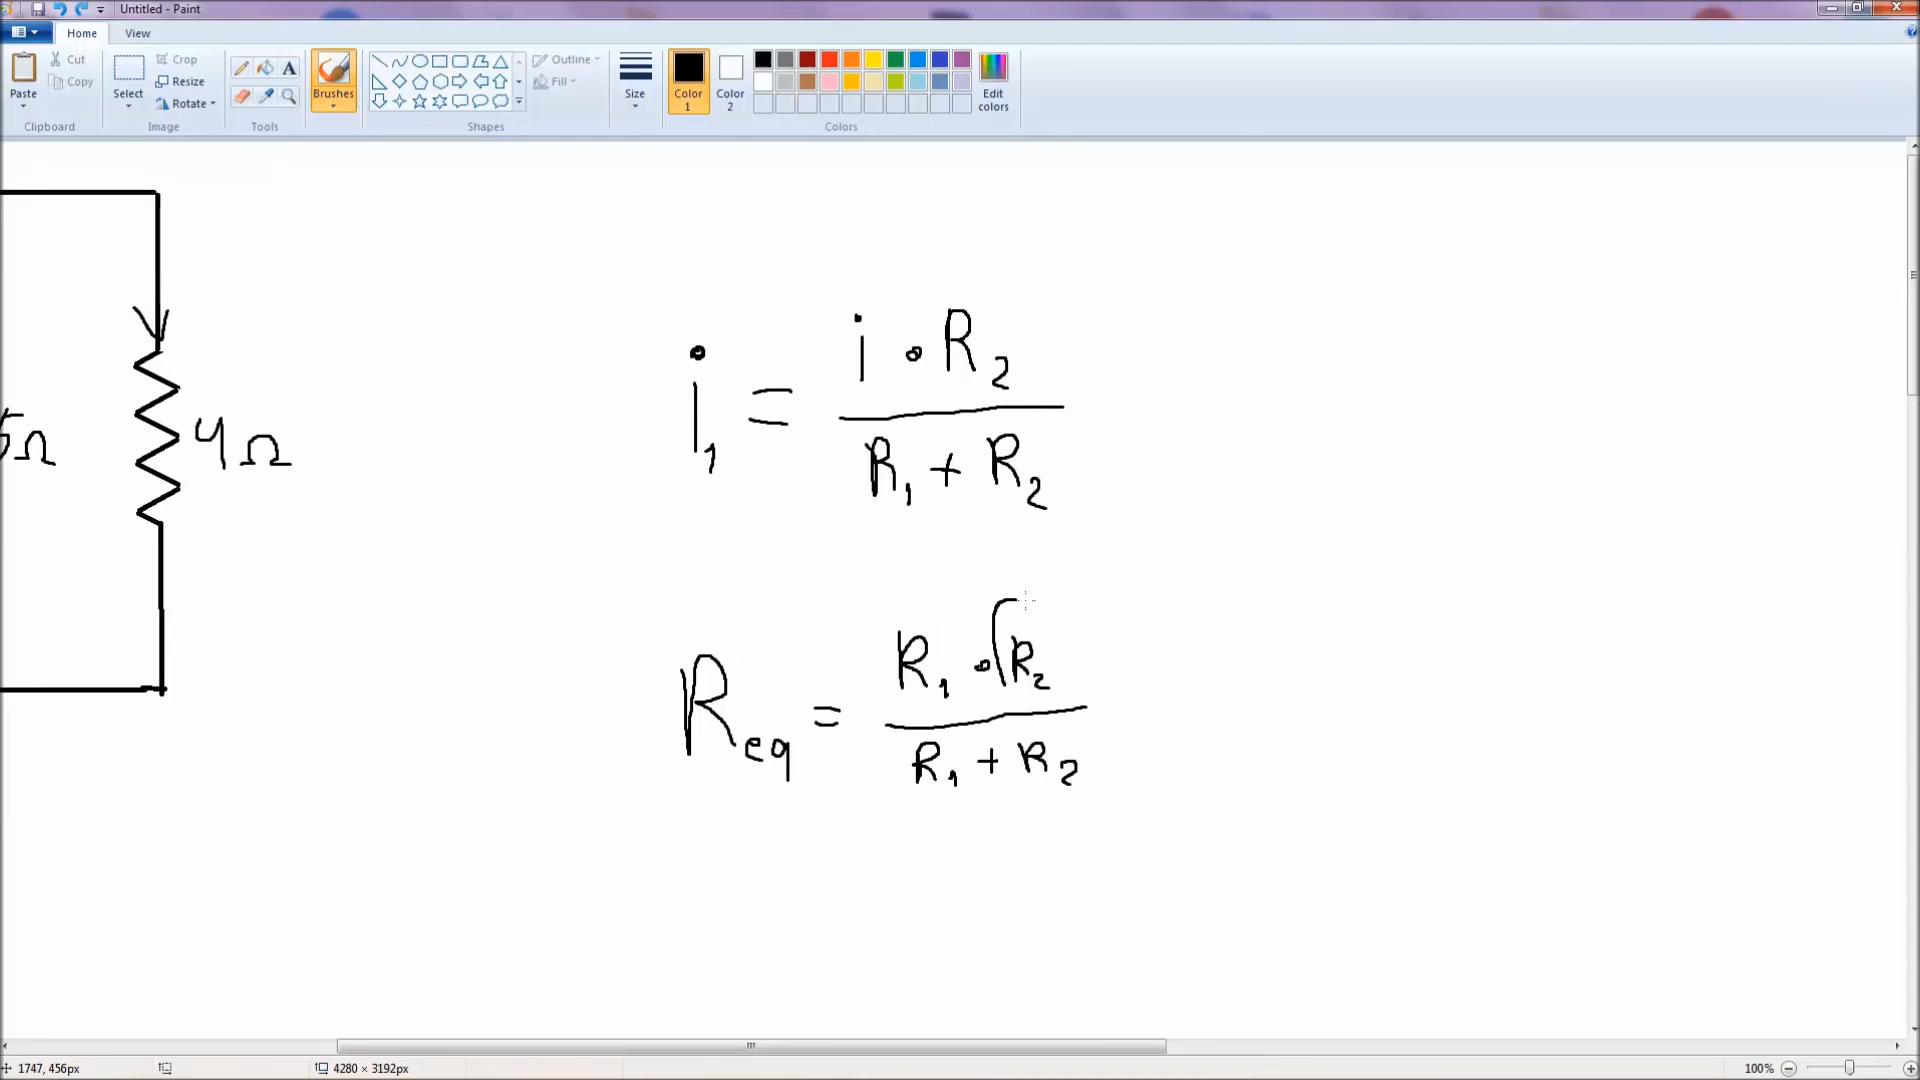 Untitled - Paint
Home View
Paste
Cut
Copy
Clipboard
Select
Crop
Resize
Rotate
Image
Tools
Brushes
Outline
Fill
Shapes
Size
Color 1
Color 2
Edit colors
Colors
i₁ = (i · R₂) / (R₁ + R₂)
5Ω 4Ω
Req = (R₁ · R₂) / (R₁ + R₂)
1747, 456px
4280 × 3192px
100%